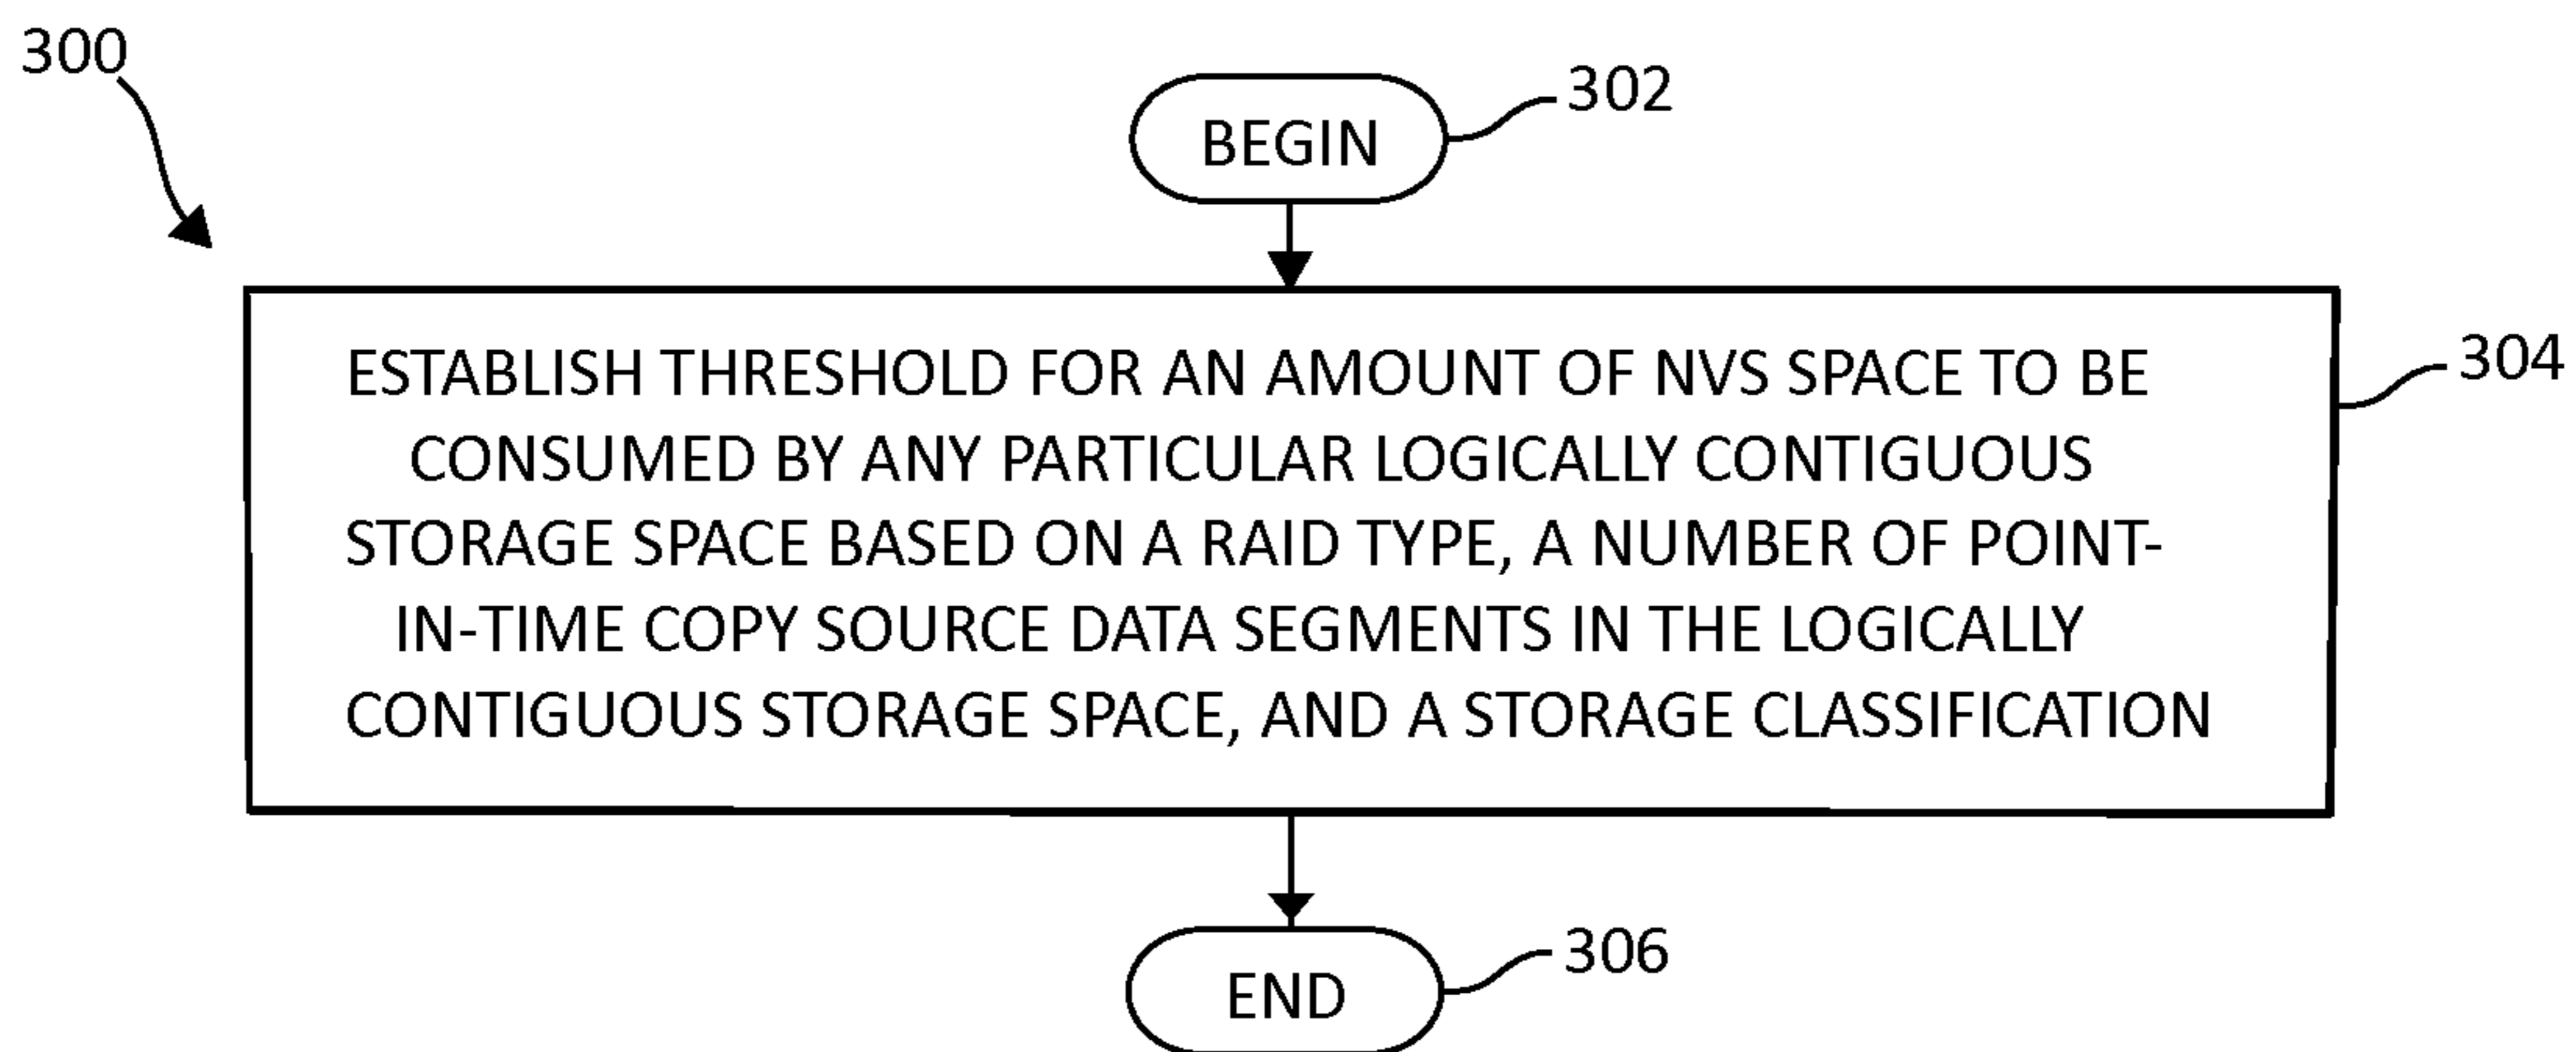 300
302
BEGIN
304
ESTABLISH THRESHOLD FOR AN AMOUNT OF NVS SPACE TO BE
CONSUMED BY ANY PARTICULAR LOGICALLY CONTIGUOUS
STORAGE SPACE BASED ON A RAID TYPE, A NUMBER OF POINT-
IN-TIME COPY SOURCE DATA SEGMENTS IN THE LOGICALLY
CONTIGUOUS STORAGE SPACE, AND A STORAGE CLASSIFICATION
306
END